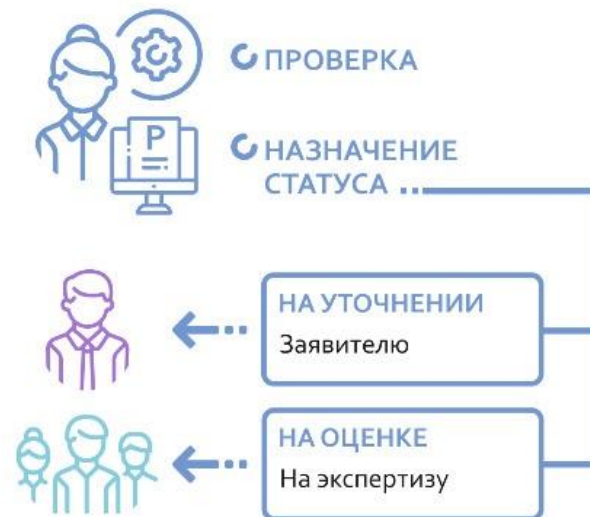 ПРОВЕРКА
P
НАЗНАЧЕНИЕ
СТАТУСА
НА УТОЧНЕНИИ
Заявителю
НА ОЦЕНКЕ
На экспертизу